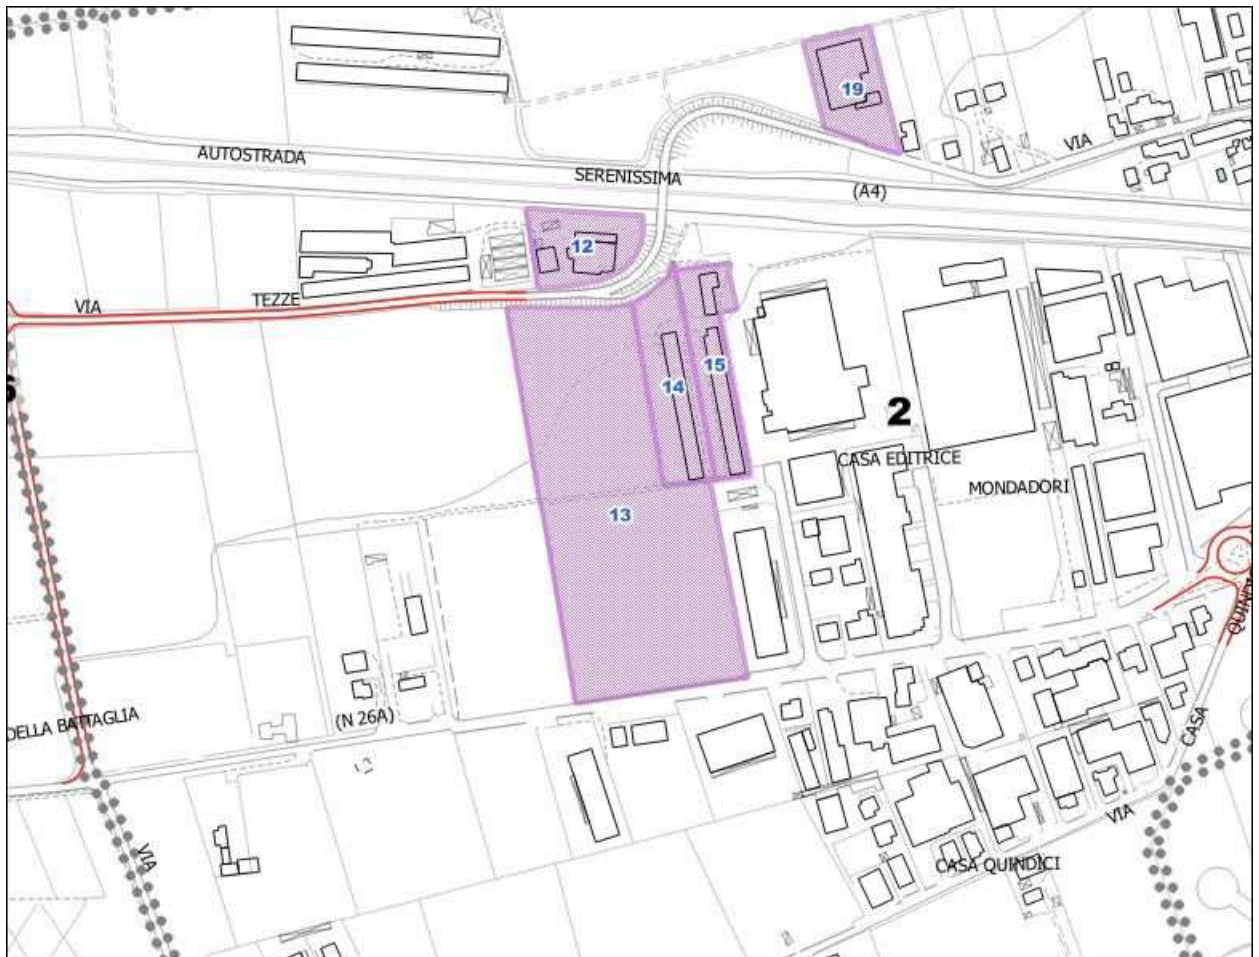 19
VIA
AUTOSTRADA
SERENISSIMA
(A4)
12
VIA
TEZZE
15
14
2
CASA EDITRICE
MONDADORI
13
QUINDI
DELLA BATTAGLIA
(N 26A)
CASA
VIA
VIA
CASA QUINDICI